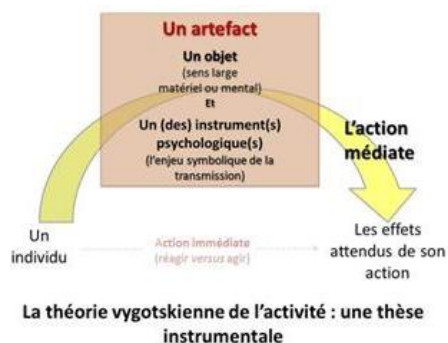 Un artefact
Un objet
(sens large
matériel ou mental)
Et
Un (des) instrument(s)
psychologique(s)
(l'enjeu symbolique de la
transmission)
L'action
médiate
Un
individu
Action immédiate
(réagir versus agir)
Les effets
attendus de son
action
La théorie vygotskienne de l'activité : une thèse
instrumentale